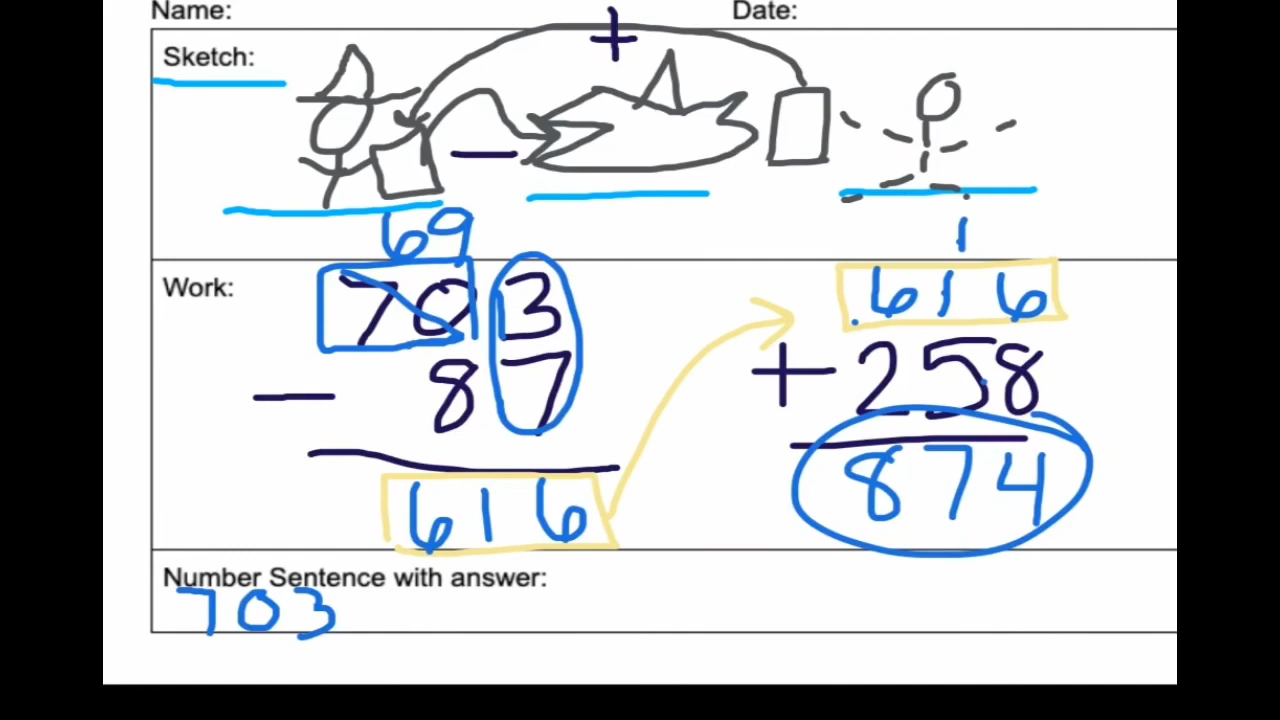 Name: Date:
Sketch:
+
−
69
1
Work:
703
616
− 87
+ 258
616
874
Number Sentence with answer:
703